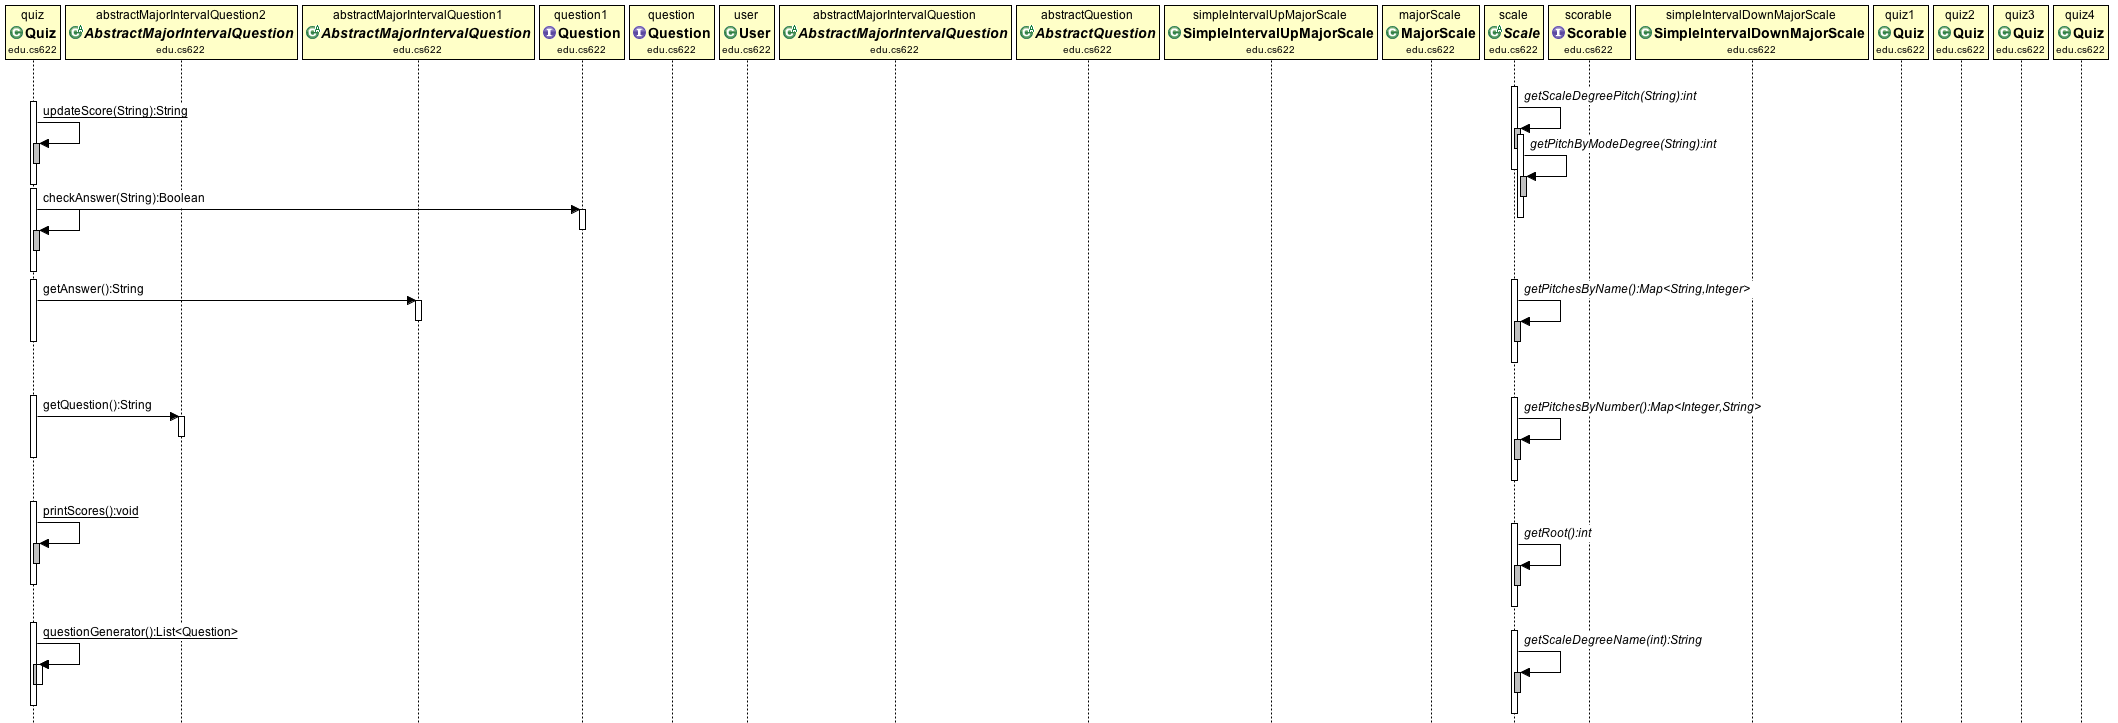 quiz
Quiz
edu.cs622
abstractMajorIntervalQuestion2
AbstractMajorIntervalQuestion
edu.cs622
abstractMajorIntervalQuestion1
AbstractMajorIntervalQuestion
edu.cs622
question1
Question
edu.cs622
question
Question
edu.cs622
user
User
edu.cs622
abstractMajorIntervalQuestion
AbstractMajorIntervalQuestion
edu.cs622
abstractQuestion
AbstractQuestion
edu.cs622
simpleIntervalUpMajorScale
SimpleIntervalUpMajorScale
edu.cs622
majorScale
MajorScale
edu.cs622
scale
Scale
edu.cs622
scorable
Scorable
edu.cs622
simpleIntervalDownMajorScale
SimpleIntervalDownMajorScale
edu.cs622
quiz1
Quiz
edu.cs622
quiz2
Quiz
edu.cs622
quiz3
Quiz
edu.cs622
quiz4
Quiz
edu.cs622
updateScore(String):String
checkAnswer(String):Boolean
getAnswer():String
getQuestion():String
printScores():void
questionGenerator():List<Question>
getScaleDegreePitch(String):int
getPitchByModeDegree(String):int
getPitchesByName():Map<String,Integer>
getPitchesByNumber():Map<Integer,String>
getRoot():int
getScaleDegreeName(int):String